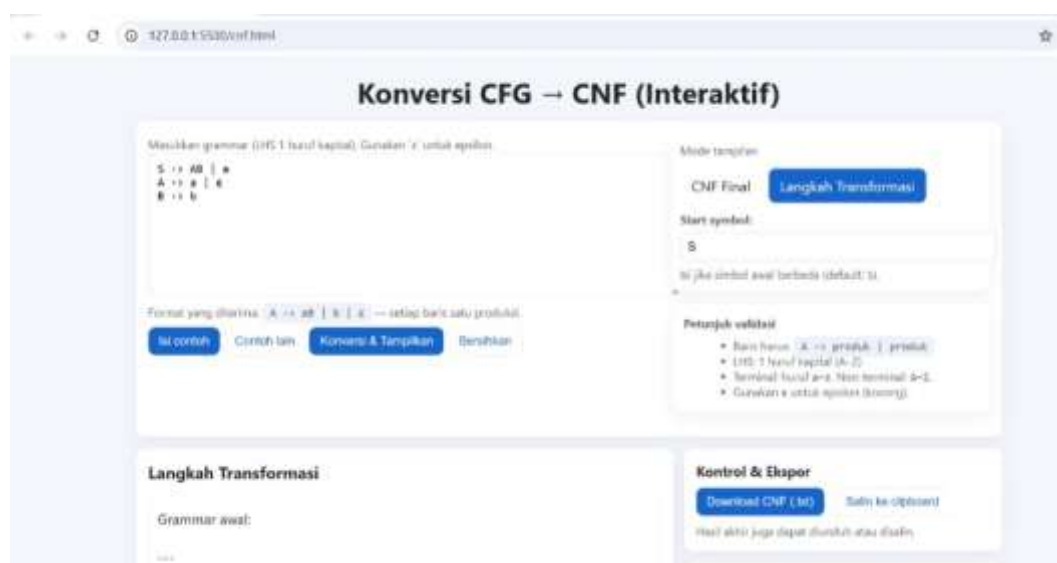 127.0.0.1:5500/cnf.html
Konversi CFG → CNF (Interaktif)
Masukkan grammar (LHS 1 huruf kapital). Gunakan 'ε' untuk epsilon.
S -> AB |
A -> a |
B -> b
Mode tampilan
CNF Final
Langkah Transformasi
Start symbol:
S
Isi jika simbol awal berbeda (default: S).
Format yang diterima: A -> | b | — setiap baris satu produksi.
Isi contoh
Contoh lain
Konversi & Tampilkan
Bersihkan
Petunjuk validasi
Baris harus: A -> produk | produk
LHS: 1 huruf kapital (A-Z).
Terminal: huruf a-z. Non-terminal: A-Z.
Gunakan untuk epsilon (kosong).
Langkah Transformasi
Grammar awal:
Kontrol & Ekspor
Download CNF (.txt)
Salin ke clipboard
Hasil akhir juga dapat diunduh atau disalin.